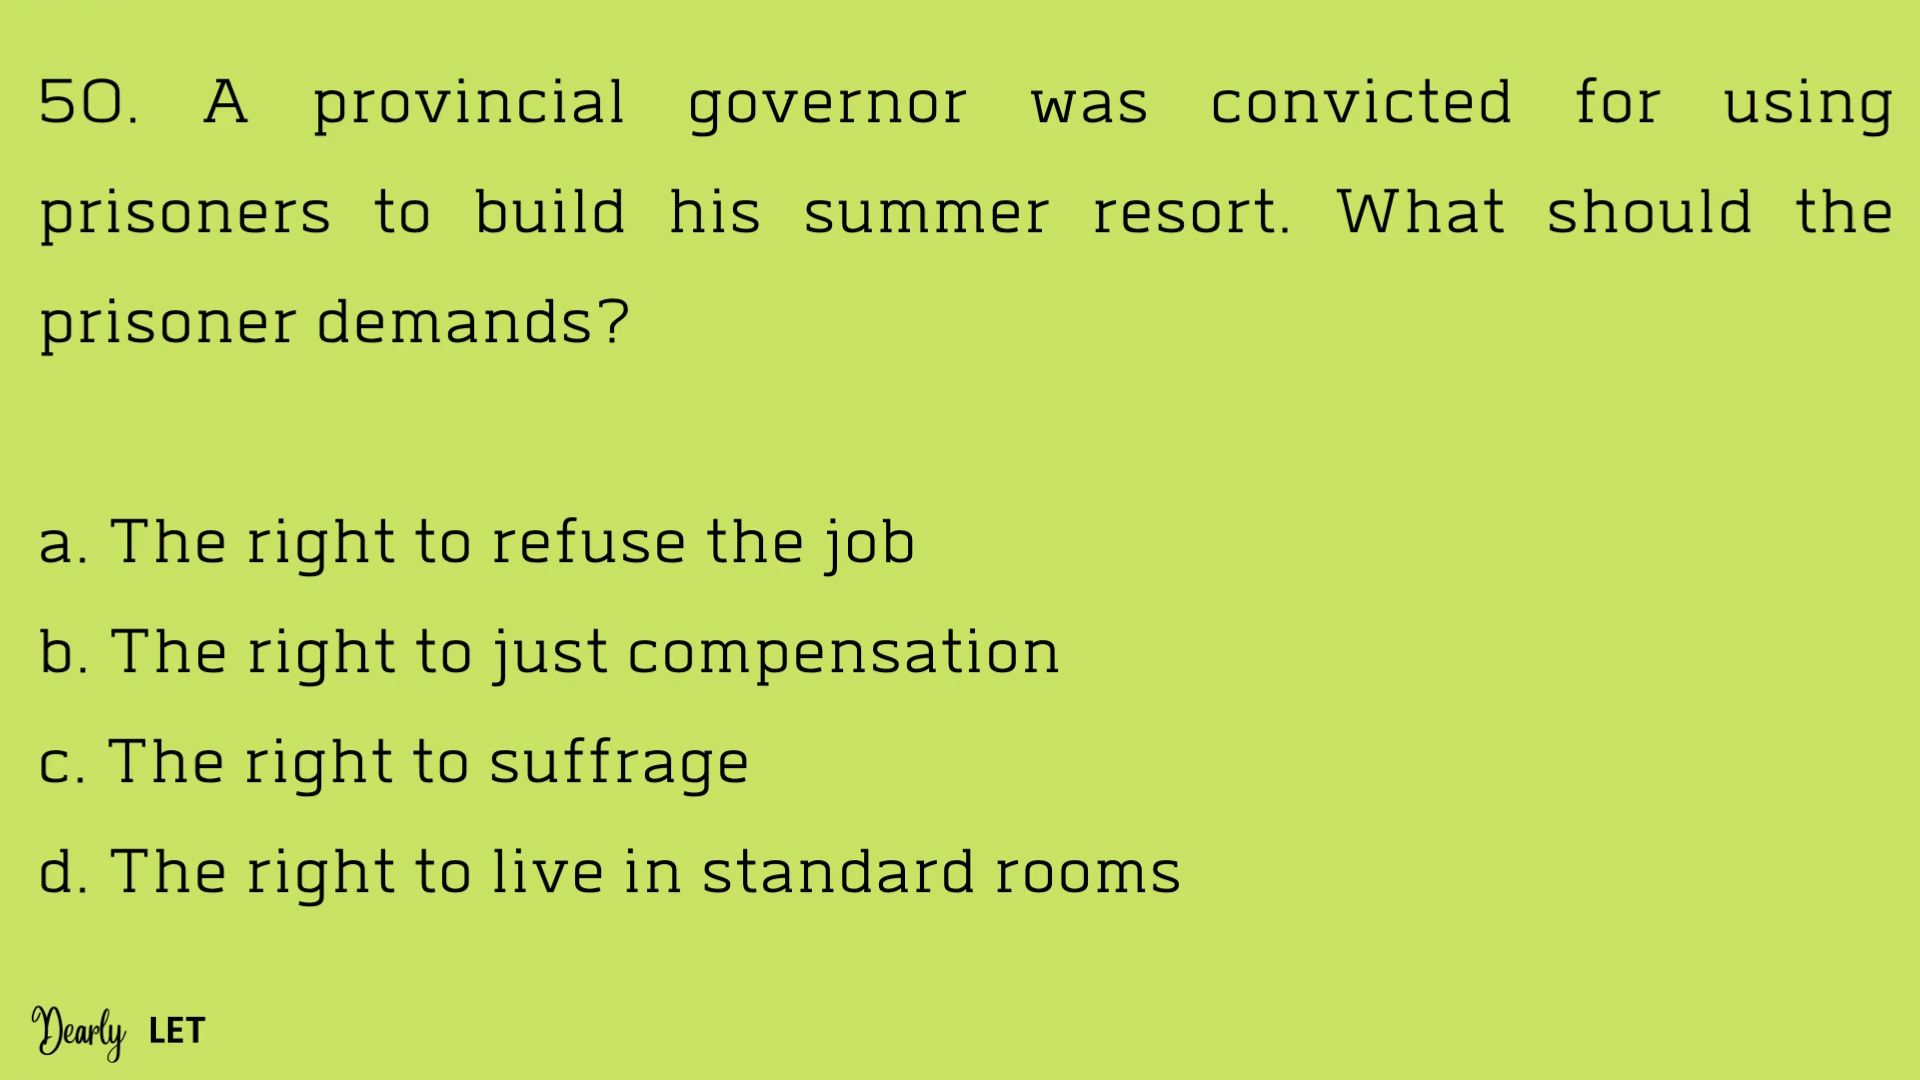 50. A provincial governor was convicted for using
prisoners to build his summer resort. What should the
prisoner demands?
a. The right to refuse the job
b. The right to just compensation
c. The right to suffrage
d. The right to live in standard rooms
Dearly LET